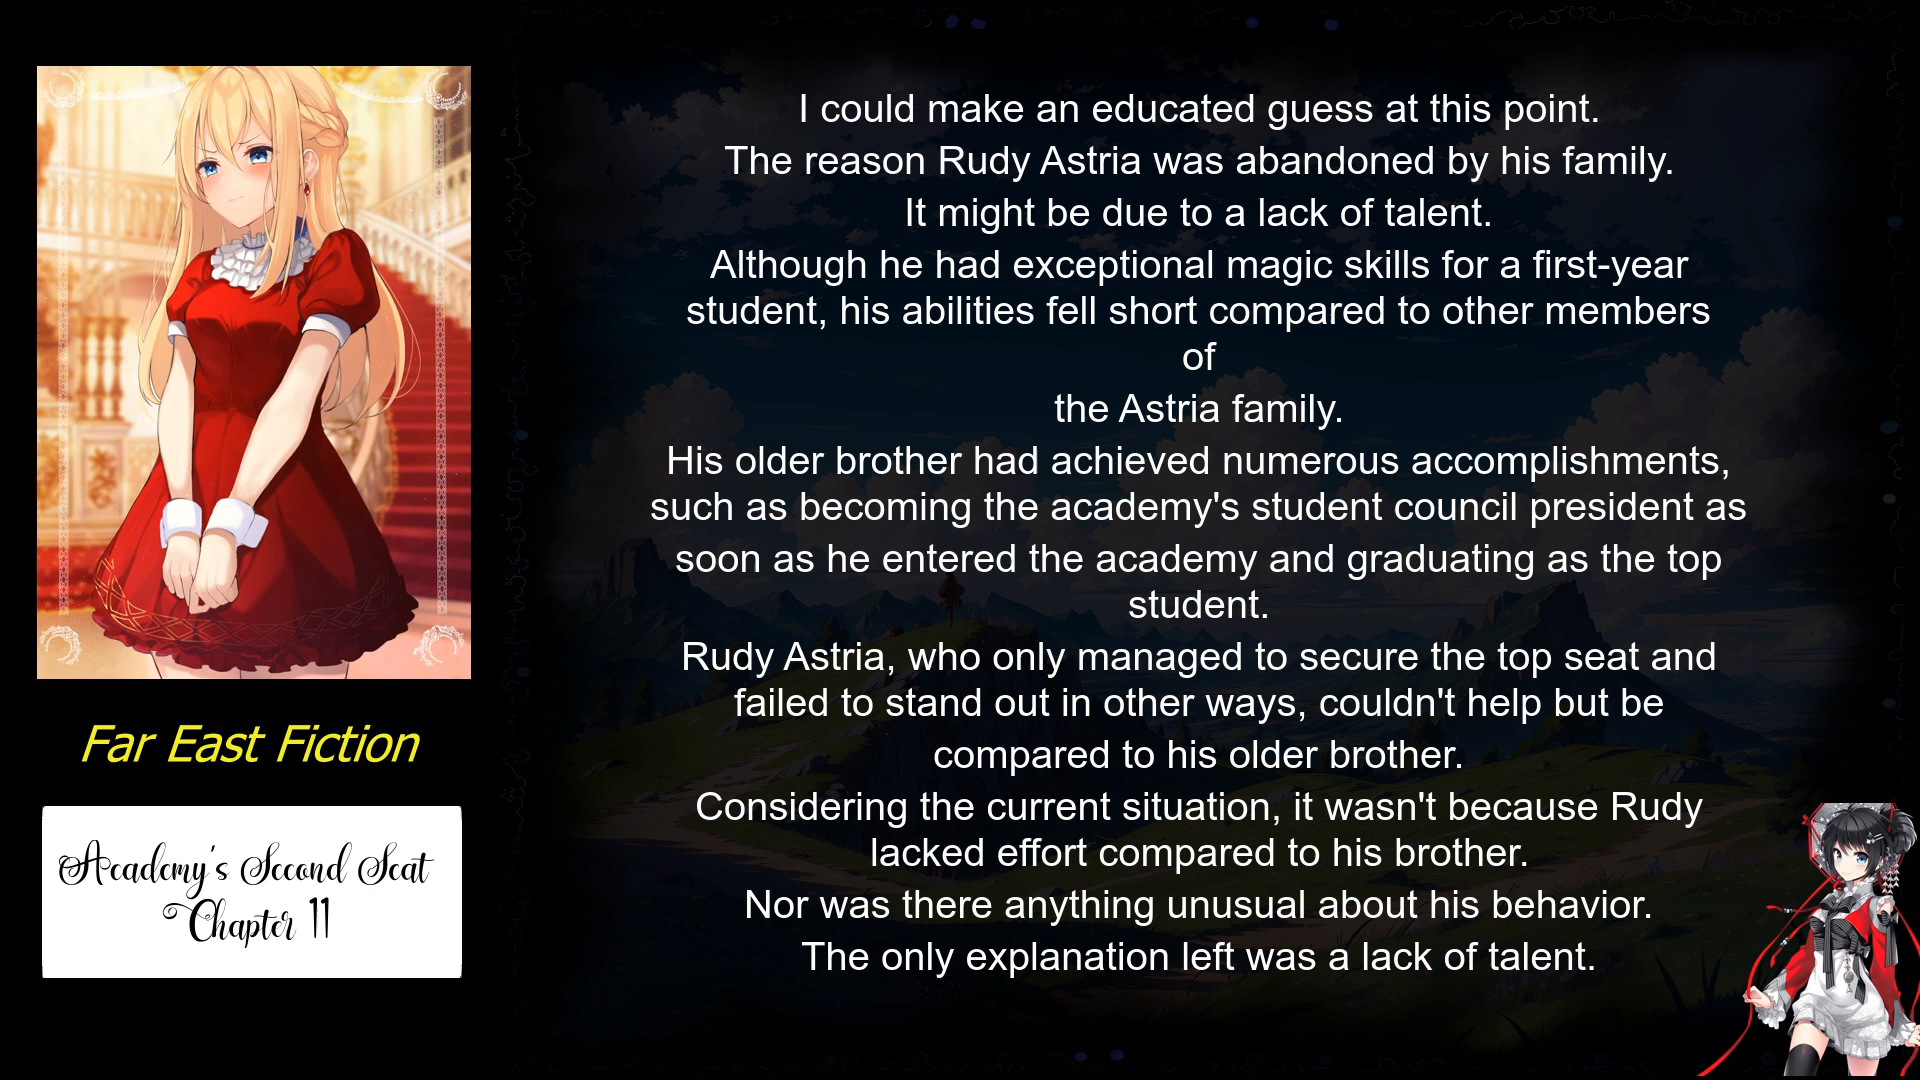 I could make an educated guess at this point.
The reason Rudy Astria was abandoned by his family.
It might be due to a lack of talent.
Although he had exceptional magic skills for a first-year
student, his abilities fell short compared to other members
of
the Astria family.
His older brother had achieved numerous accomplishments,
such as becoming the academy's student council president as
soon as he entered the academy and graduating as the top
student.
Rudy Astria, who only managed to secure the top seat and
failed to stand out in other ways, couldn't help but be
compared to his older brother.
Considering the current situation, it wasn't because Rudy
lacked effort compared to his brother.
Nor was there anything unusual about his behavior.
The only explanation left was a lack of talent.
Far East Fiction
Academy's Second Seat
Chapter 11